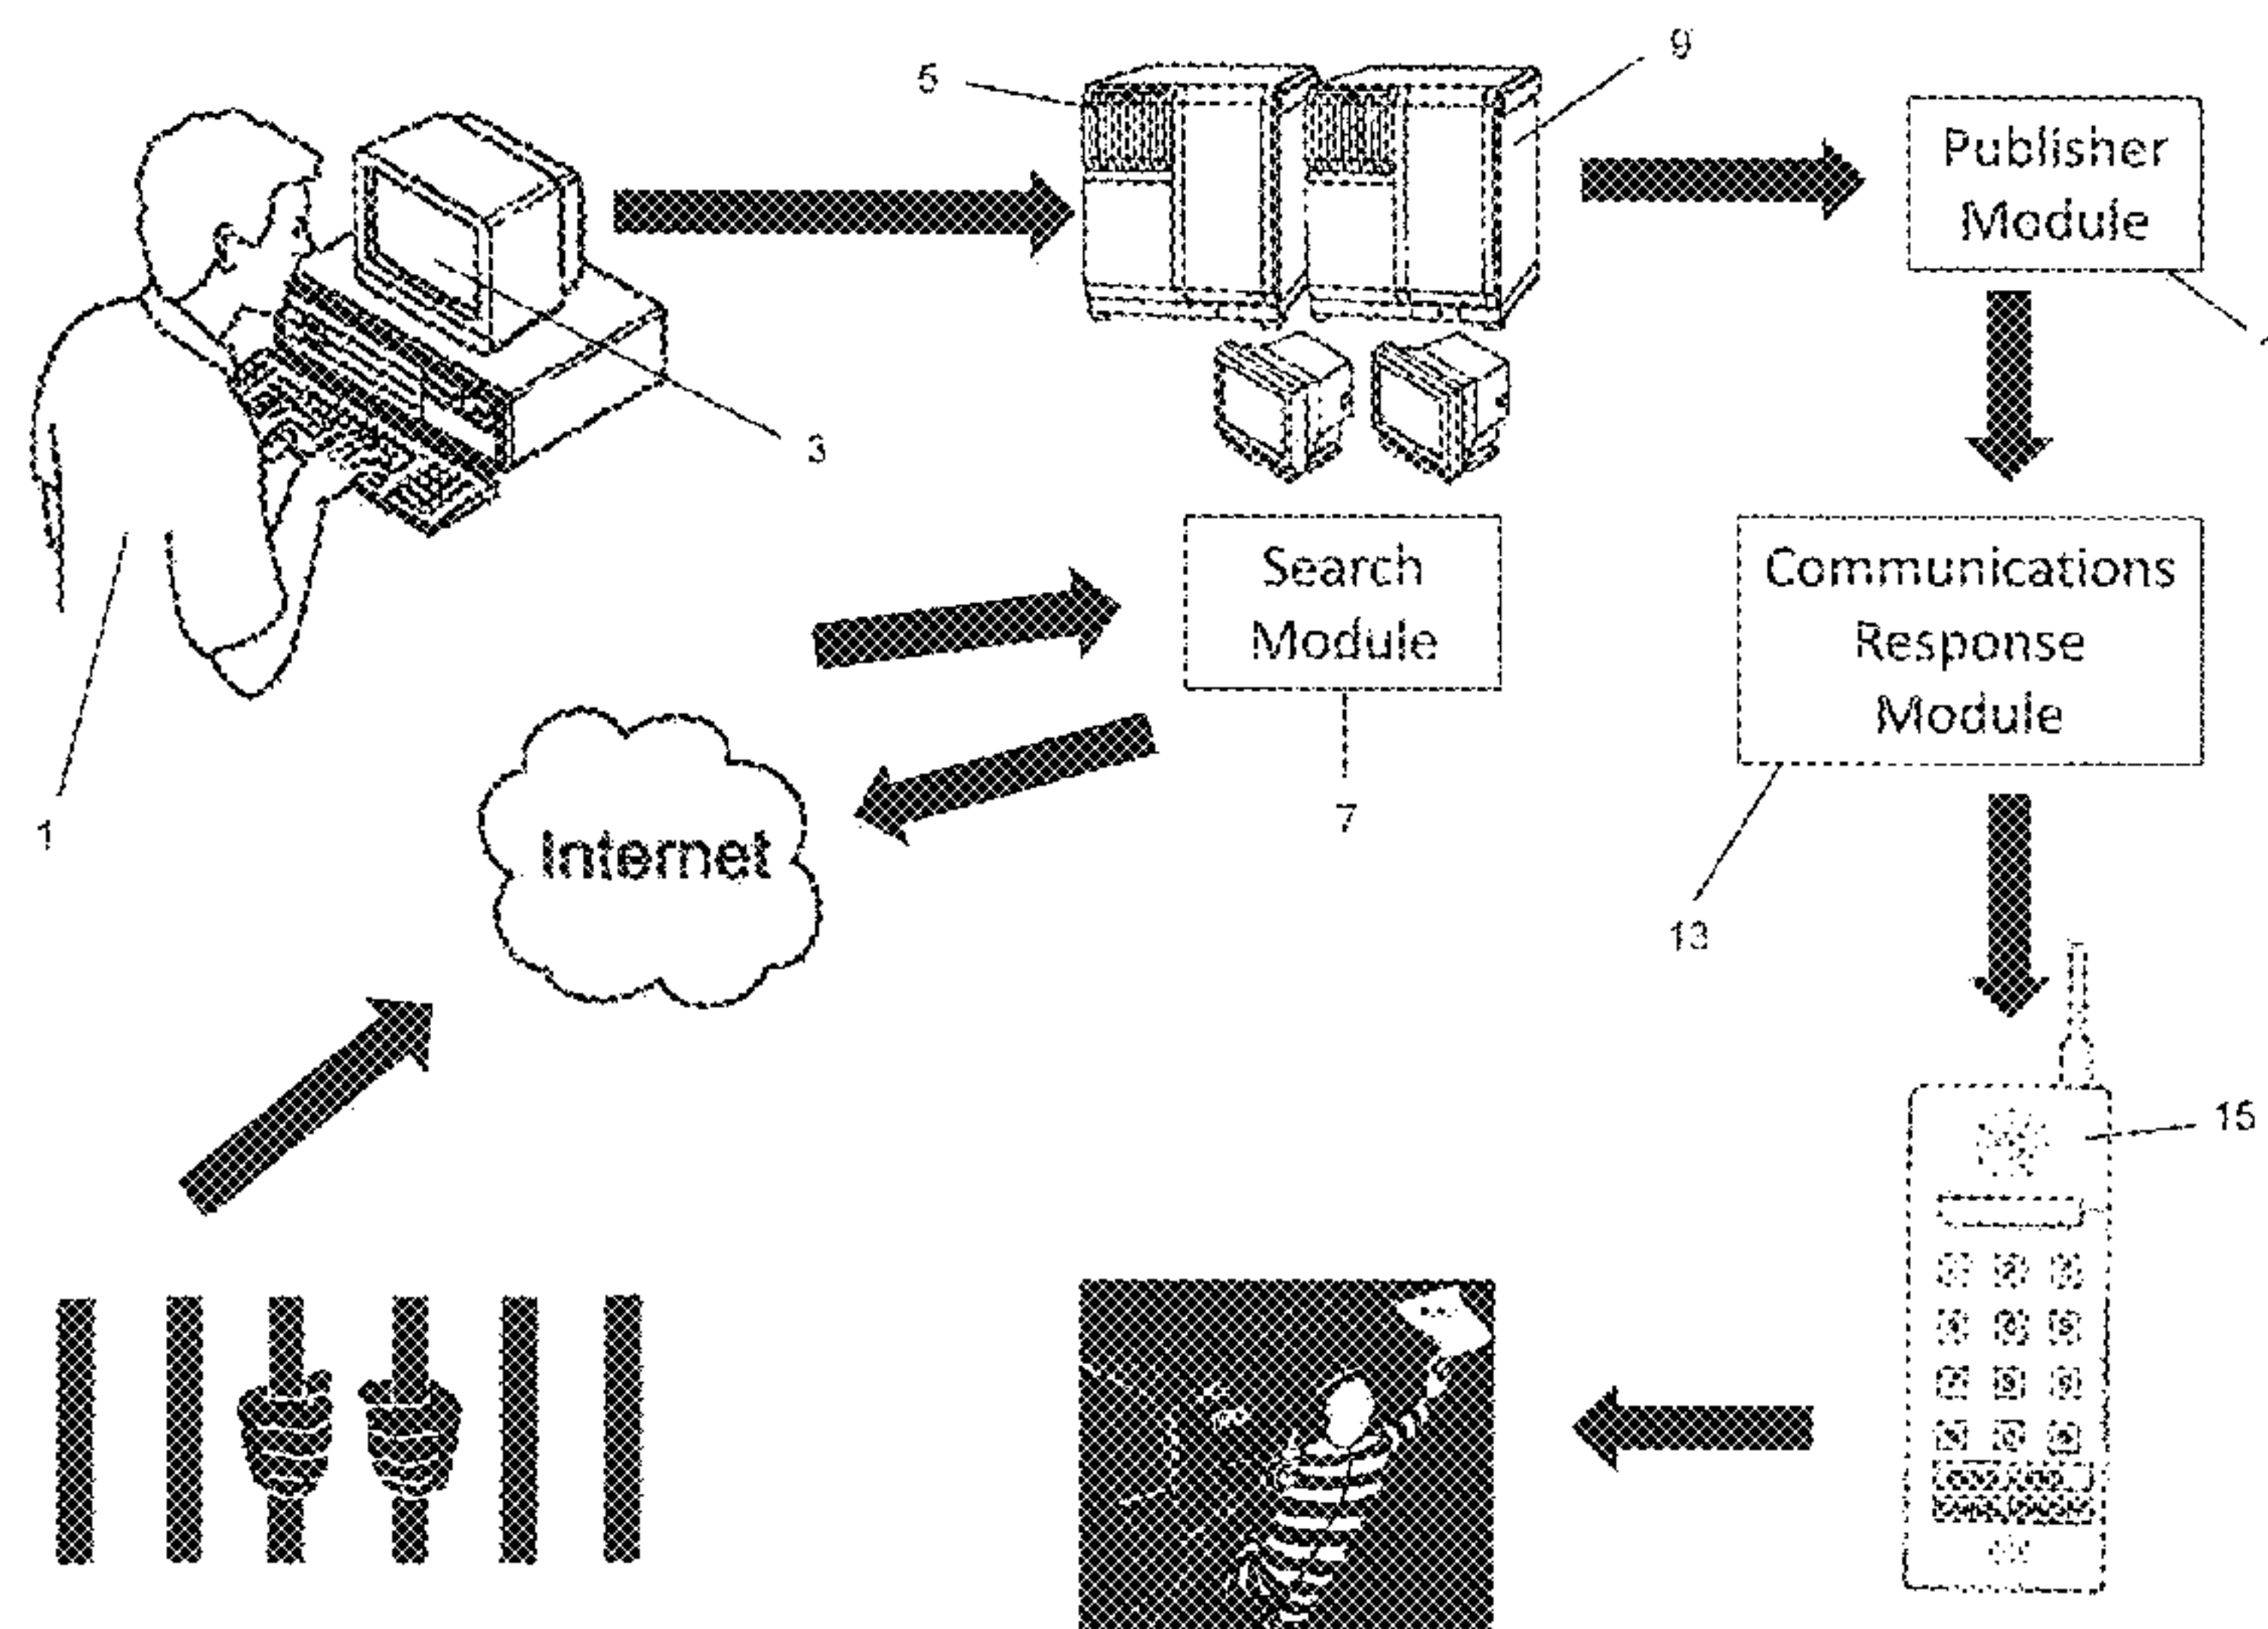 5
9
Publisher
Module
3
Search
Module
Communications
Response
Module
1
7
Internet
13
15